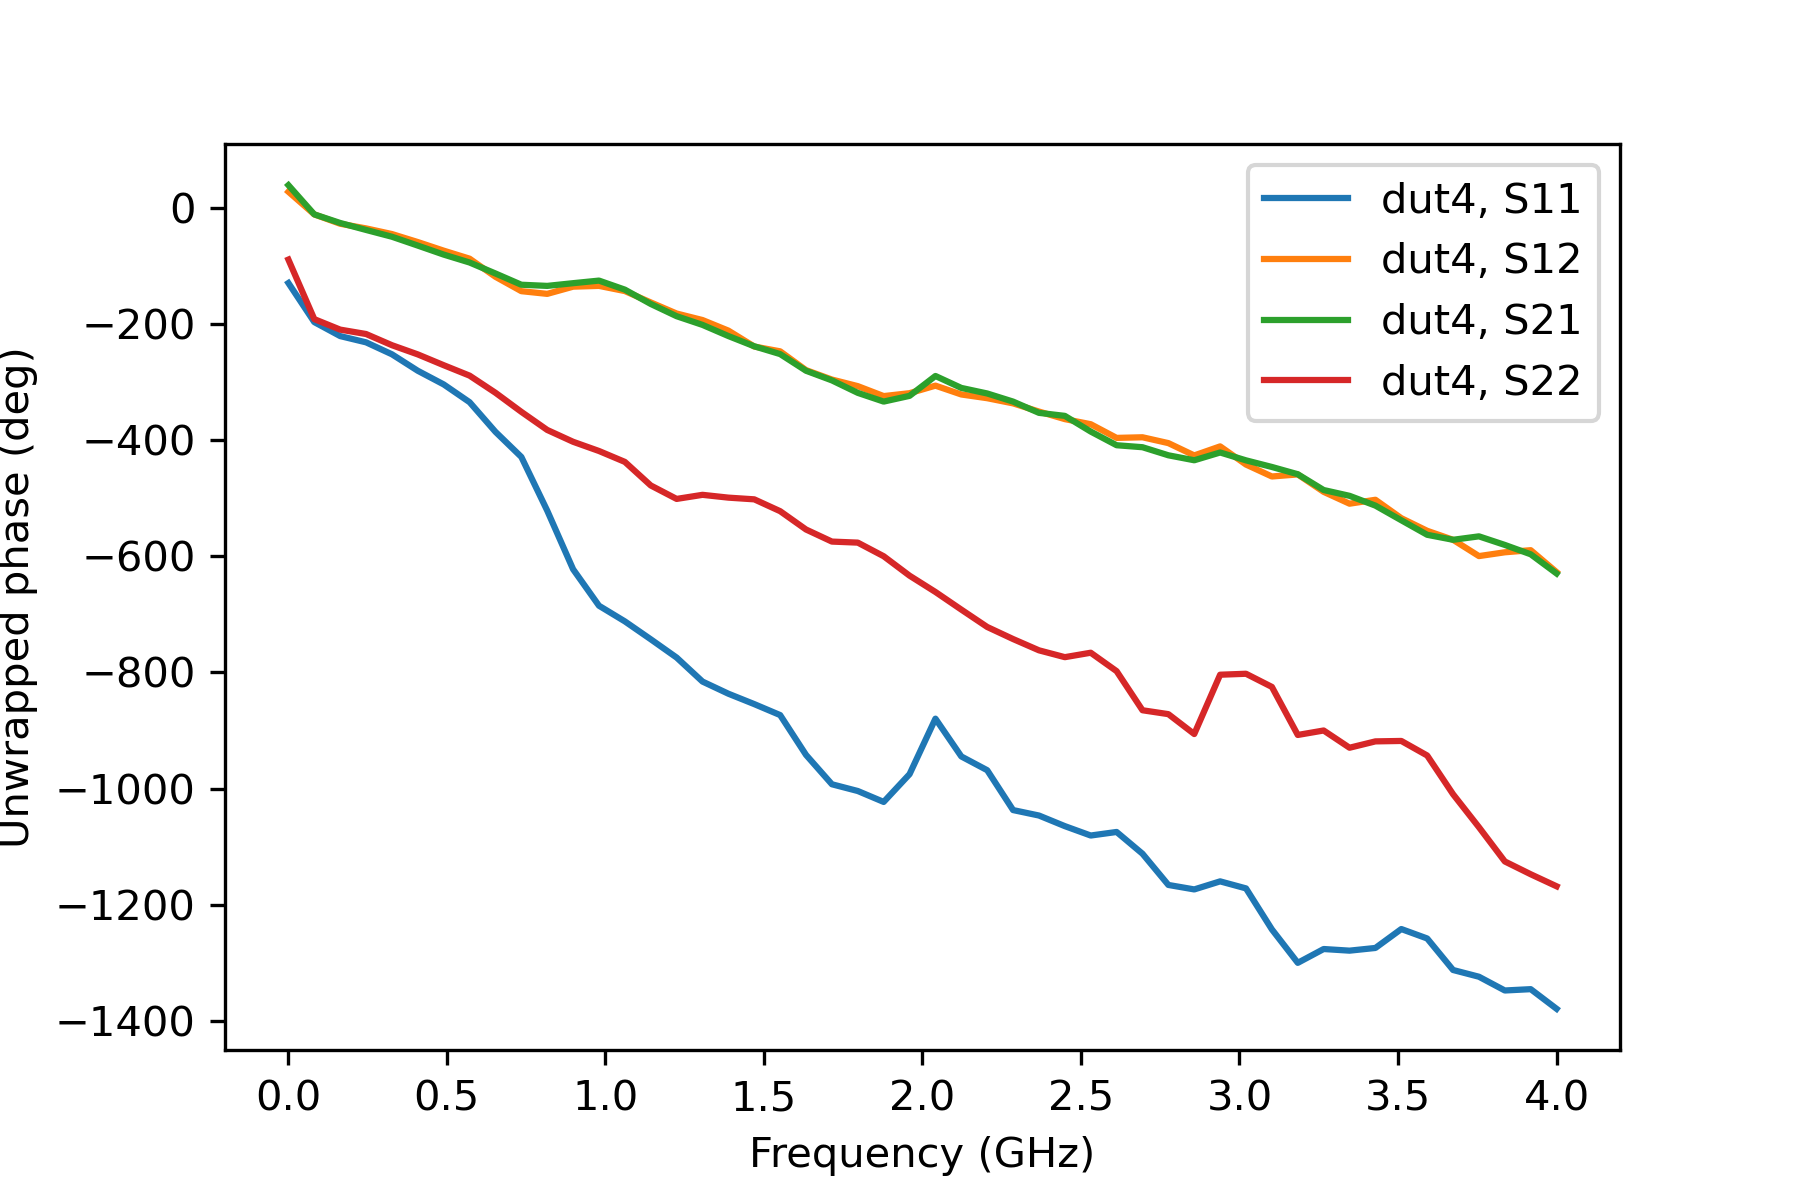 dut4, S11
dut4, S12
dut4, S21
dut4, S22
0
−200
−400
−600
−800
−1000
−1200
−1400
Unwrapped phase (deg)
0.0 0.5 1.0 1.5 2.0 2.5 3.0 3.5 4.0
Frequency (GHz)